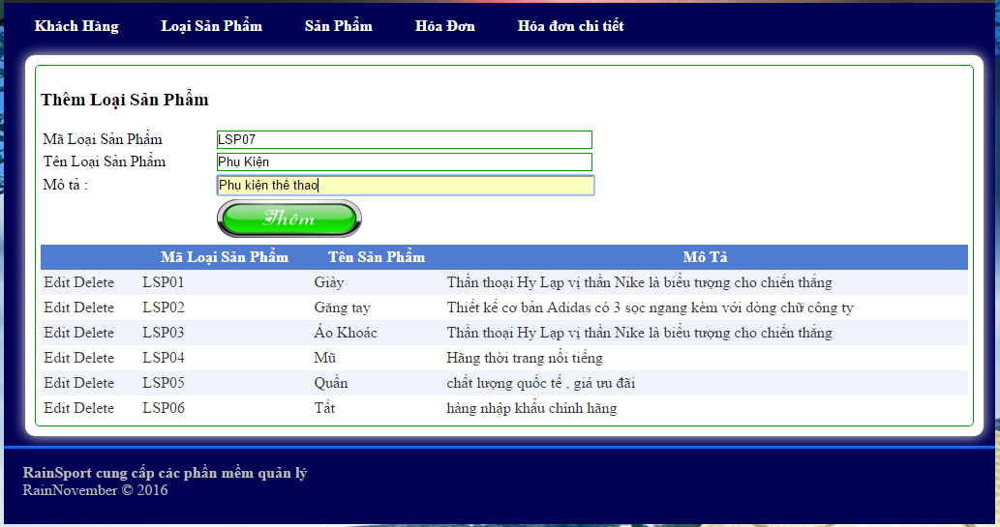 Khách Hàng Loại Sản Phẩm Sản Phẩm Hóa Đơn Hóa đơn chi tiết
Thêm Loại Sản Phẩm
Mã Loại Sản Phẩm LSP07
Tên Loại Sản Phẩm Phụ Kiện
Mô tả : Phụ kiện thể thao
Thêm
Mã Loại Sản Phẩm Tên Sản Phẩm Mô Tả
Edit Delete LSP01 Giày Thần thoại Hy Lạp vị thần Nike là biểu tượng cho chiến thắng
Edit Delete LSP02 Găng tay Thiết kế cơ bản Adidas có 3 sọc ngang kèm với dòng chữ công ty
Edit Delete LSP03 Áo Khoác Thần thoại Hy Lạp vị thần Nike là biểu tượng cho chiến thắng
Edit Delete LSP04 Mũ Hãng thời trang nổi tiếng
Edit Delete LSP05 Quần chất lượng quốc tế , giá ưu đãi
Edit Delete LSP06 Tất hàng nhập khẩu chính hãng
RainSport cung cấp các phần mềm quản lý
RainNovember © 2016